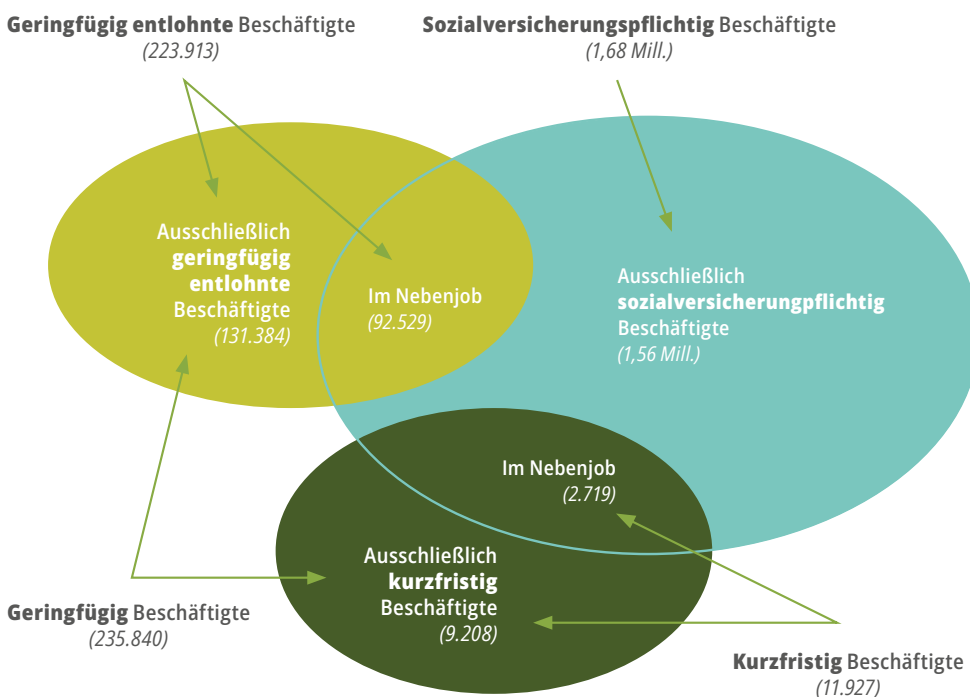 Geringfügig entlohnte Beschäftigte
(223.913)
Sozialversicherungspflichtig Beschäftigte
(1,68 Mill.)
Ausschließlich
geringfügig
entlohnte
Beschäftigte
(131.384)
Im Nebenjob
(92.529)
Ausschließlich
sozialversicherungpflichtig
Beschäftigte
(1,56 Mill.)
Im Nebenjob
(2.719)
Ausschließlich
kurzfristig
Beschäftigte
(9.208)
Geringfügig Beschäftigte
(235.840)
Kurzfristig Beschäftigte
(11.927)